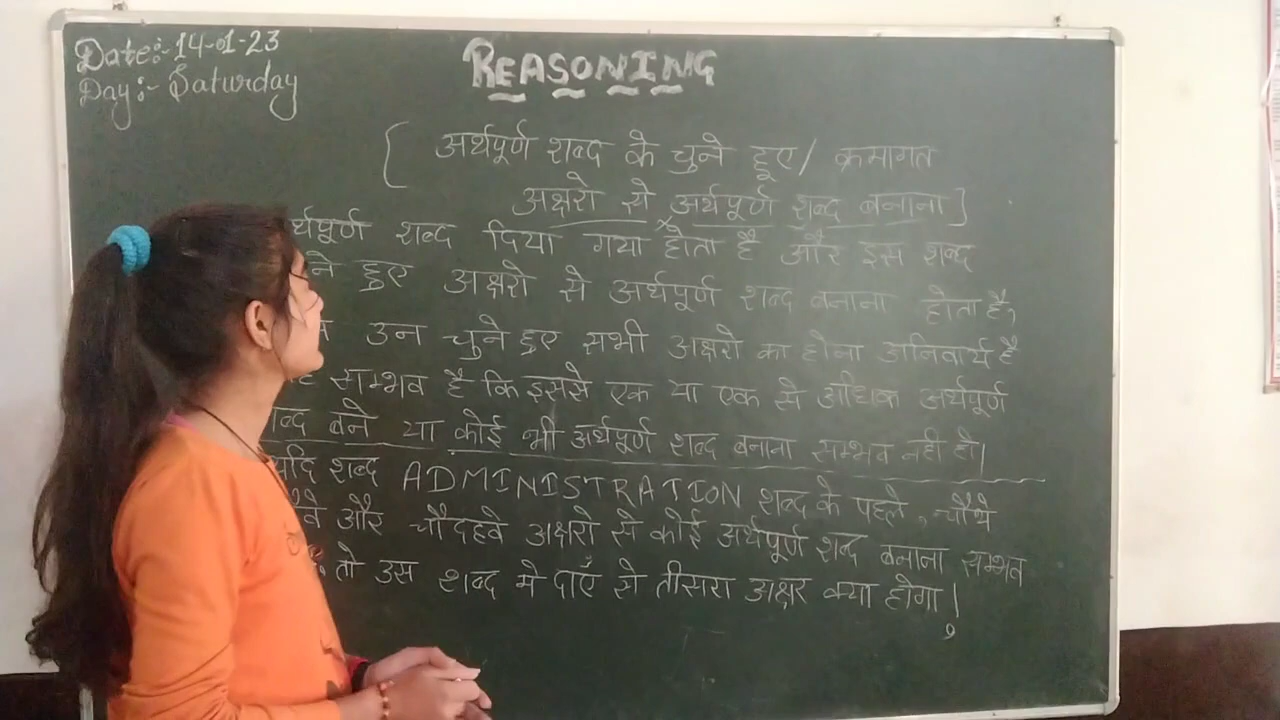 Date:- 14-01-23
Day:- Saturday
REASONING
[ अर्थपूर्ण शब्द के चुने हूए/ क्रमागत
अक्षरो से अर्थपूर्ण शब्द बनाना ]
शब्द दिया गया होता है और इस शब्द
हुए अक्षरो से अर्थपूर्ण शब्द बनाना होता है,
उन चुने हुए सभी अक्षरो का होना अनिवार्य है
सम्भव है कि इससे एक या एक से अधिक अर्थपूर्ण
बने या कोई भी अर्थपूर्ण शब्द बनाना सम्भव नही हो।
शब्द ADMINISTRATION शब्द के पहले, चौथे
और चौदहवे अक्षरो से कोई अर्थपूर्ण शब्द बनाना सम्भव
तो उस शब्द मे दाएँ से तीसरा अक्षर क्या होगा।